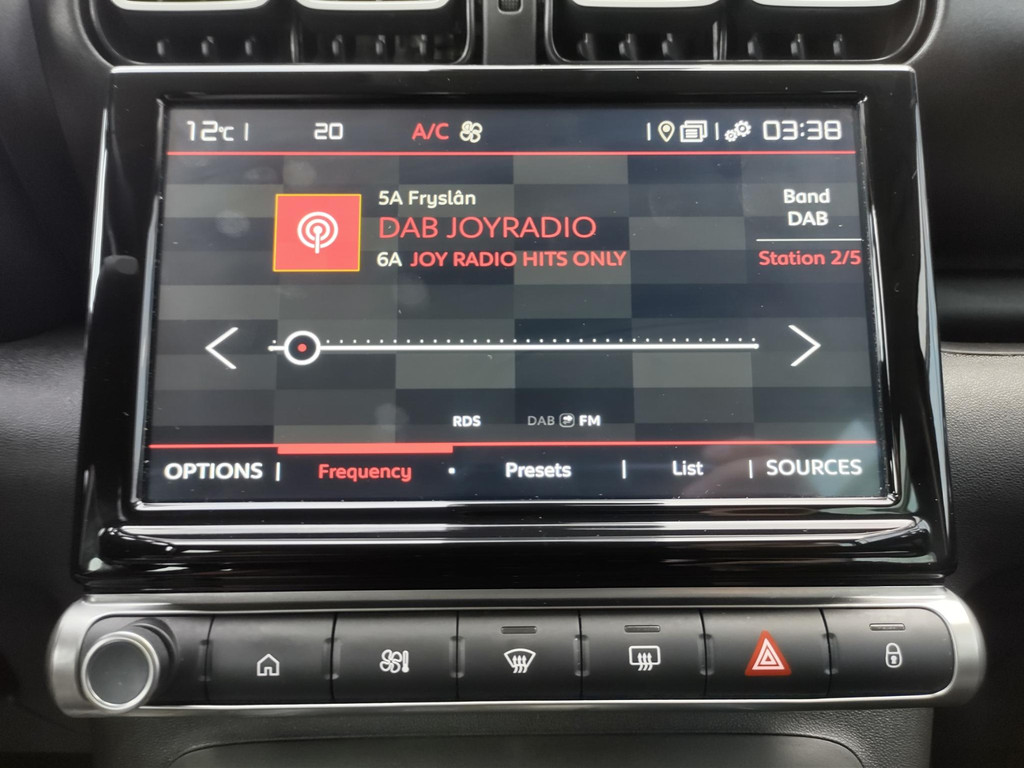 12°C 20 A/C 03:38
5A Fryslân
DAB JOYRADIO
6A JOY RADIO HITS ONLY
Band
DAB
Station 2/5
RDS DAB FM
OPTIONS Frequency Presets List SOURCES